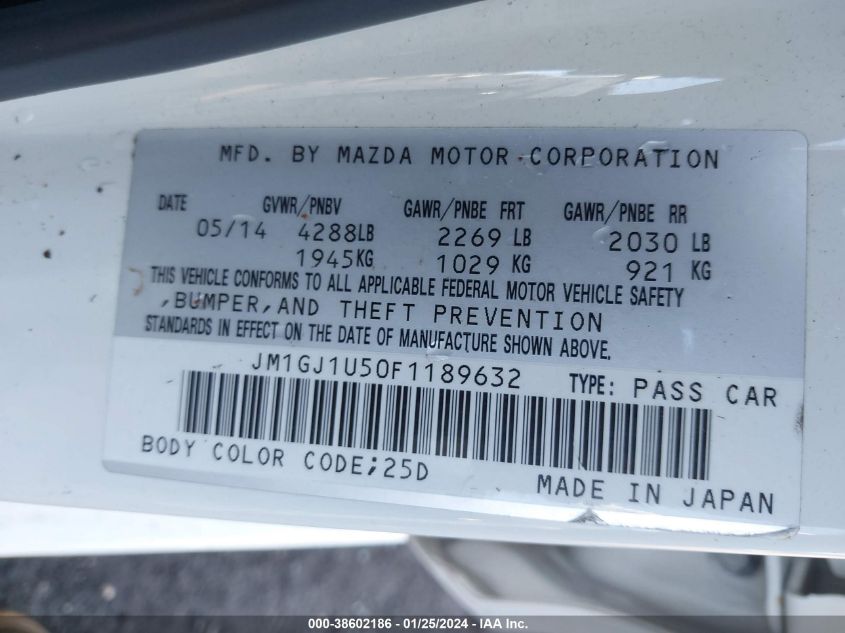 MFD. BY MAZDA MOTOR CORPORATION
DATE GVWR/PNBV GAWR/PNBE FRT GAWR/PNBE RR
05/14 4288LB 2269 LB 2030 LB
1945KG 1029 KG 921 KG
THIS VEHICLE CONFORMS TO ALL APPLICABLE FEDERAL MOTOR VEHICLE SAFETY
,BUMPER,AND THEFT PREVENTION
STANDARDS IN EFFECT ON THE DATE OF MANUFACTURE SHOWN ABOVE.
JM1GJ1U50F1189632 TYPE: PASS CAR
BODY COLOR CODE;25D
MADE IN JAPAN
000-38602186 - 01/25/2024 - IAAI.COM